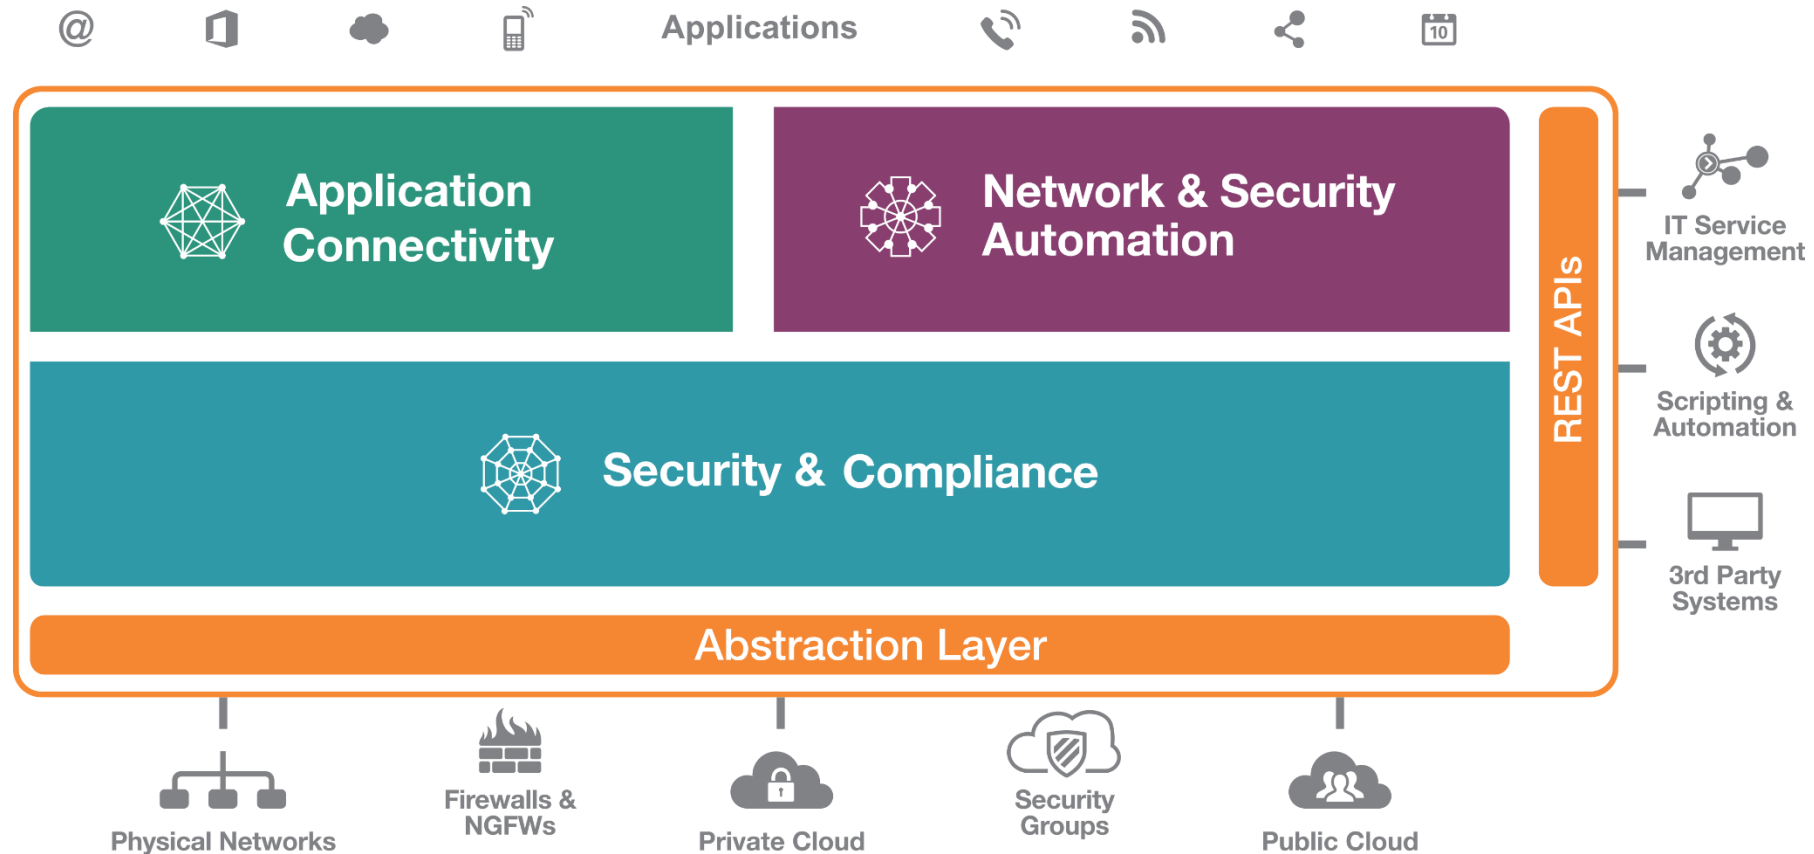 @
Applications
10
Application
Connectivity
Network & Security
Automation
Security & Compliance
REST APIs
Abstraction Layer
IT Service
Management
Scripting &
Automation
3rd Party
Systems
Physical Networks
Firewalls &
NGFWs
Private Cloud
Security
Groups
Public Cloud